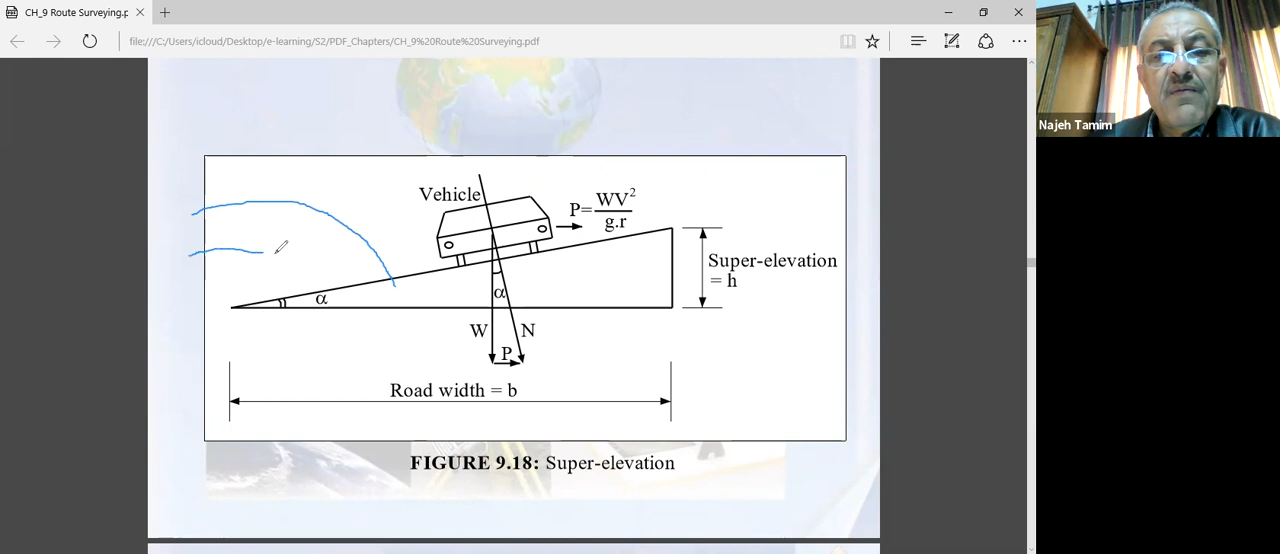 CH_9 Route Surveying.p
file:///C:/Users/icloud/Desktop/e-learning/S2/PDF_Chapters/CH_9%20Route%20Surveying.pdf
Najeh Tamim
Vehicle
P=WV²/g.r
Super-elevation
= h
α
α
W
N
P
Road width = b
FIGURE 9.18: Super-elevation